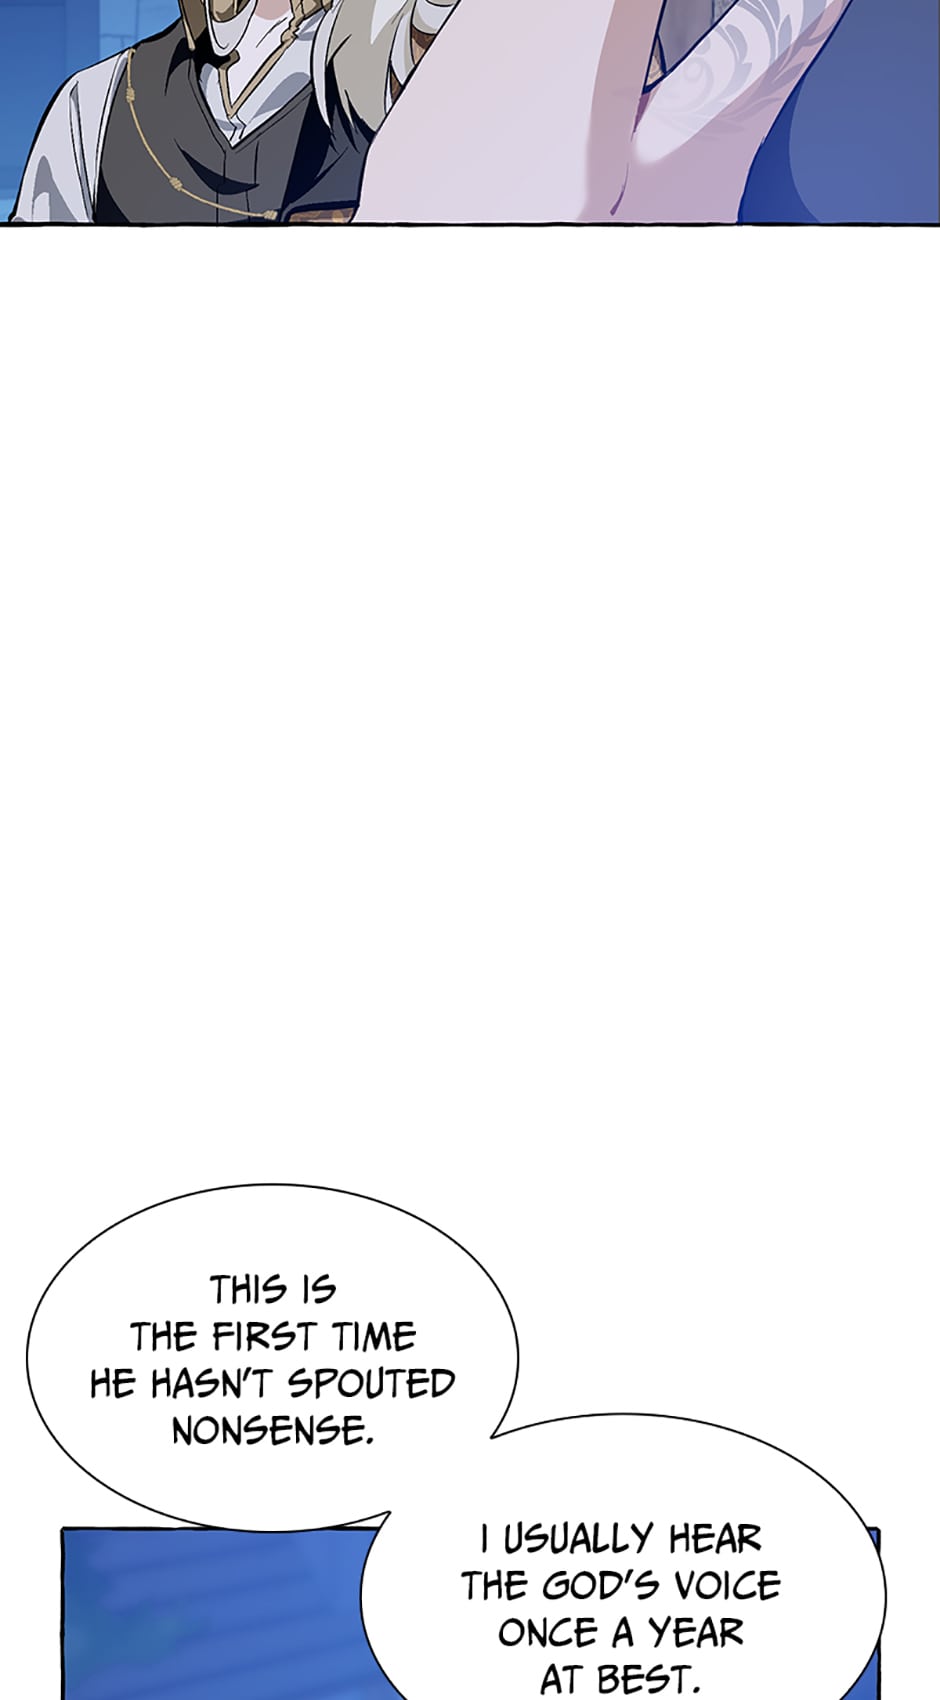 THIS IS
THE FIRST TIME
HE HASN'T SPOUTED
NONSENSE.
I USUALLY HEAR
THE GOD'S VOICE
ONCE A YEAR
AT BEST.